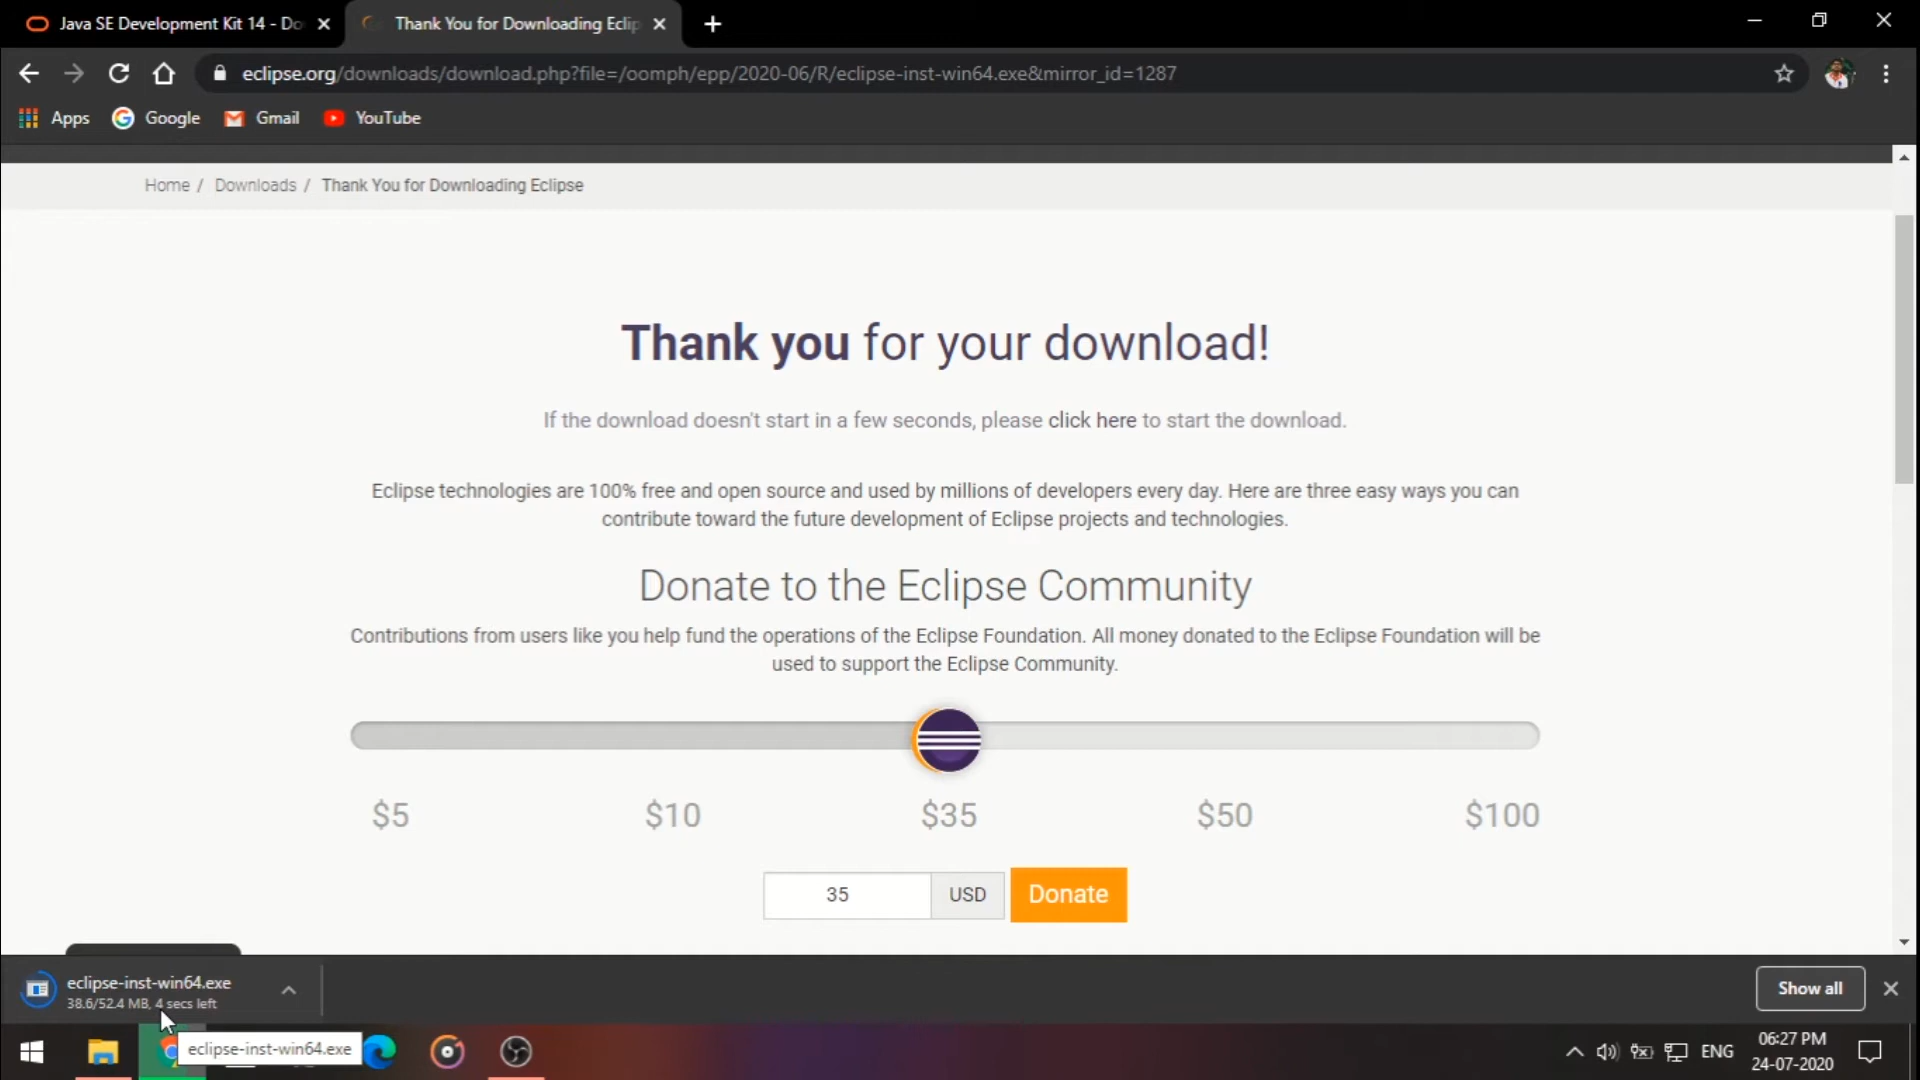 Java SE Development Kit 14 - Do
Thank You for Downloading Eclip
eclipse.org/downloads/download.php?file=/oomph/epp/2020-06/R/eclipse-inst-win64.exe&mirror_id=1287
Apps Google Gmail YouTube
Home / Downloads / Thank You for Downloading Eclipse
Thank you for your download!
If the download doesn't start in a few seconds, please click here to start the download.
Eclipse technologies are 100% free and open source and used by millions of developers every day. Here are three easy ways you can
contribute toward the future development of Eclipse projects and technologies.
Donate to the Eclipse Community
Contributions from users like you help fund the operations of the Eclipse Foundation. All money donated to the Eclipse Foundation will be
used to support the Eclipse Community.
$5 $10 $35 $50 $100
35 USD Donate
eclipse-inst-win64.exe
38.6/52.4 MB, 4 secs left
Show all
eclipse-inst-win64.exe
ENG
06:27 PM
24-07-2020